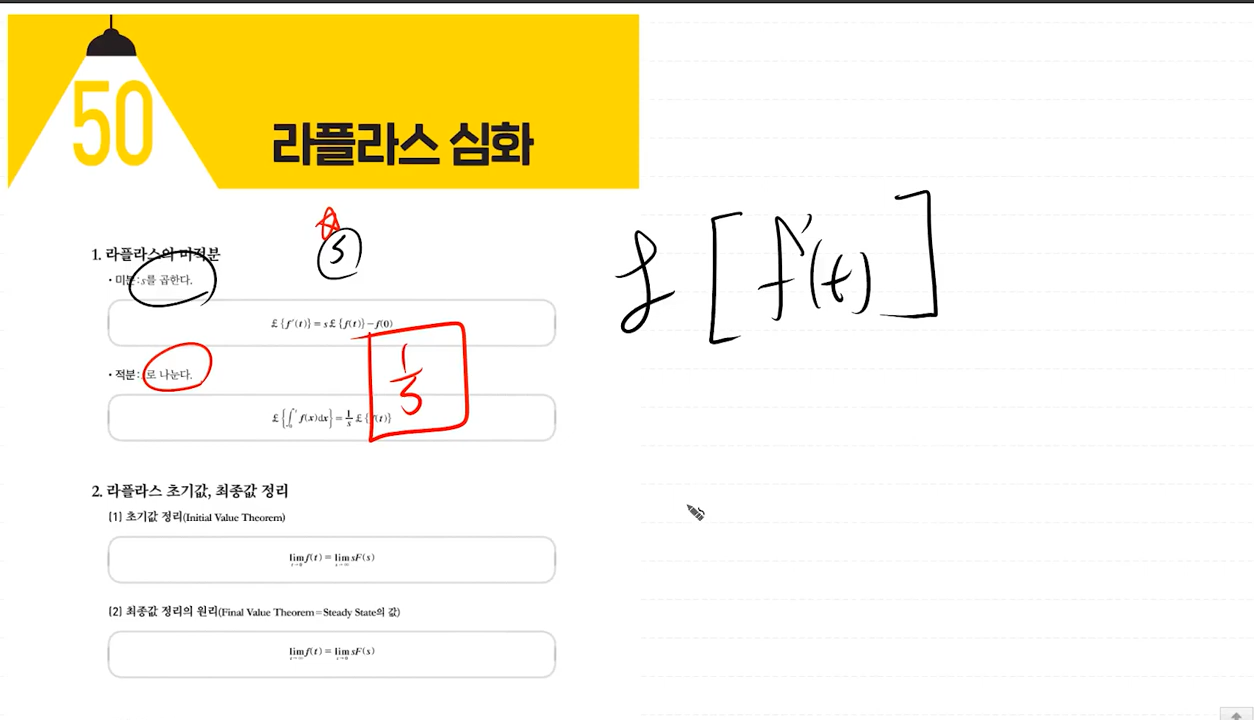 50
라플라스 심화
1. 라플라스의 미적분
☆
S
• 미분: s를 곱한다.
£{f′(t)} = s£{f(t)} − f(0)
£[f′(t)]
• 적분: 로 나눈다.
1/S
£{∫₀ᵗ f(x)dx} = 1/s £{f(t)}
2. 라플라스 초기값, 최종값 정리
(1) 초기값 정리(Initial Value Theorem)
lim f(t) = lim sF(s)
(2) 최종값 정리의 원리(Final Value Theorem = Steady State의 값)
lim f(t) = lim sF(s)